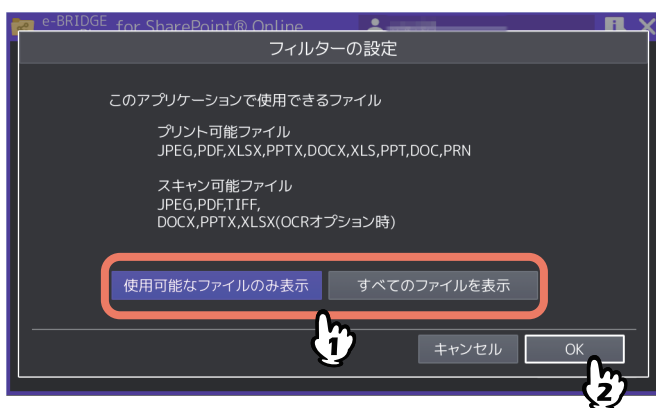 e-BRIDGE for SharePoint® Online
フィルターの設定
このアプリケーションで使用できるファイル
プリント可能ファイル
JPEG,PDF,XLSX,PPTX,DOCX,XLS,PPT,DOC,PRN
スキャン可能ファイル
JPEG,PDF,TIFF,
DOCX,PPTX,XLSX(OCRオプション時)
使用可能なファイルのみ表示 すべてのファイルを表示
1
キャンセル OK
2